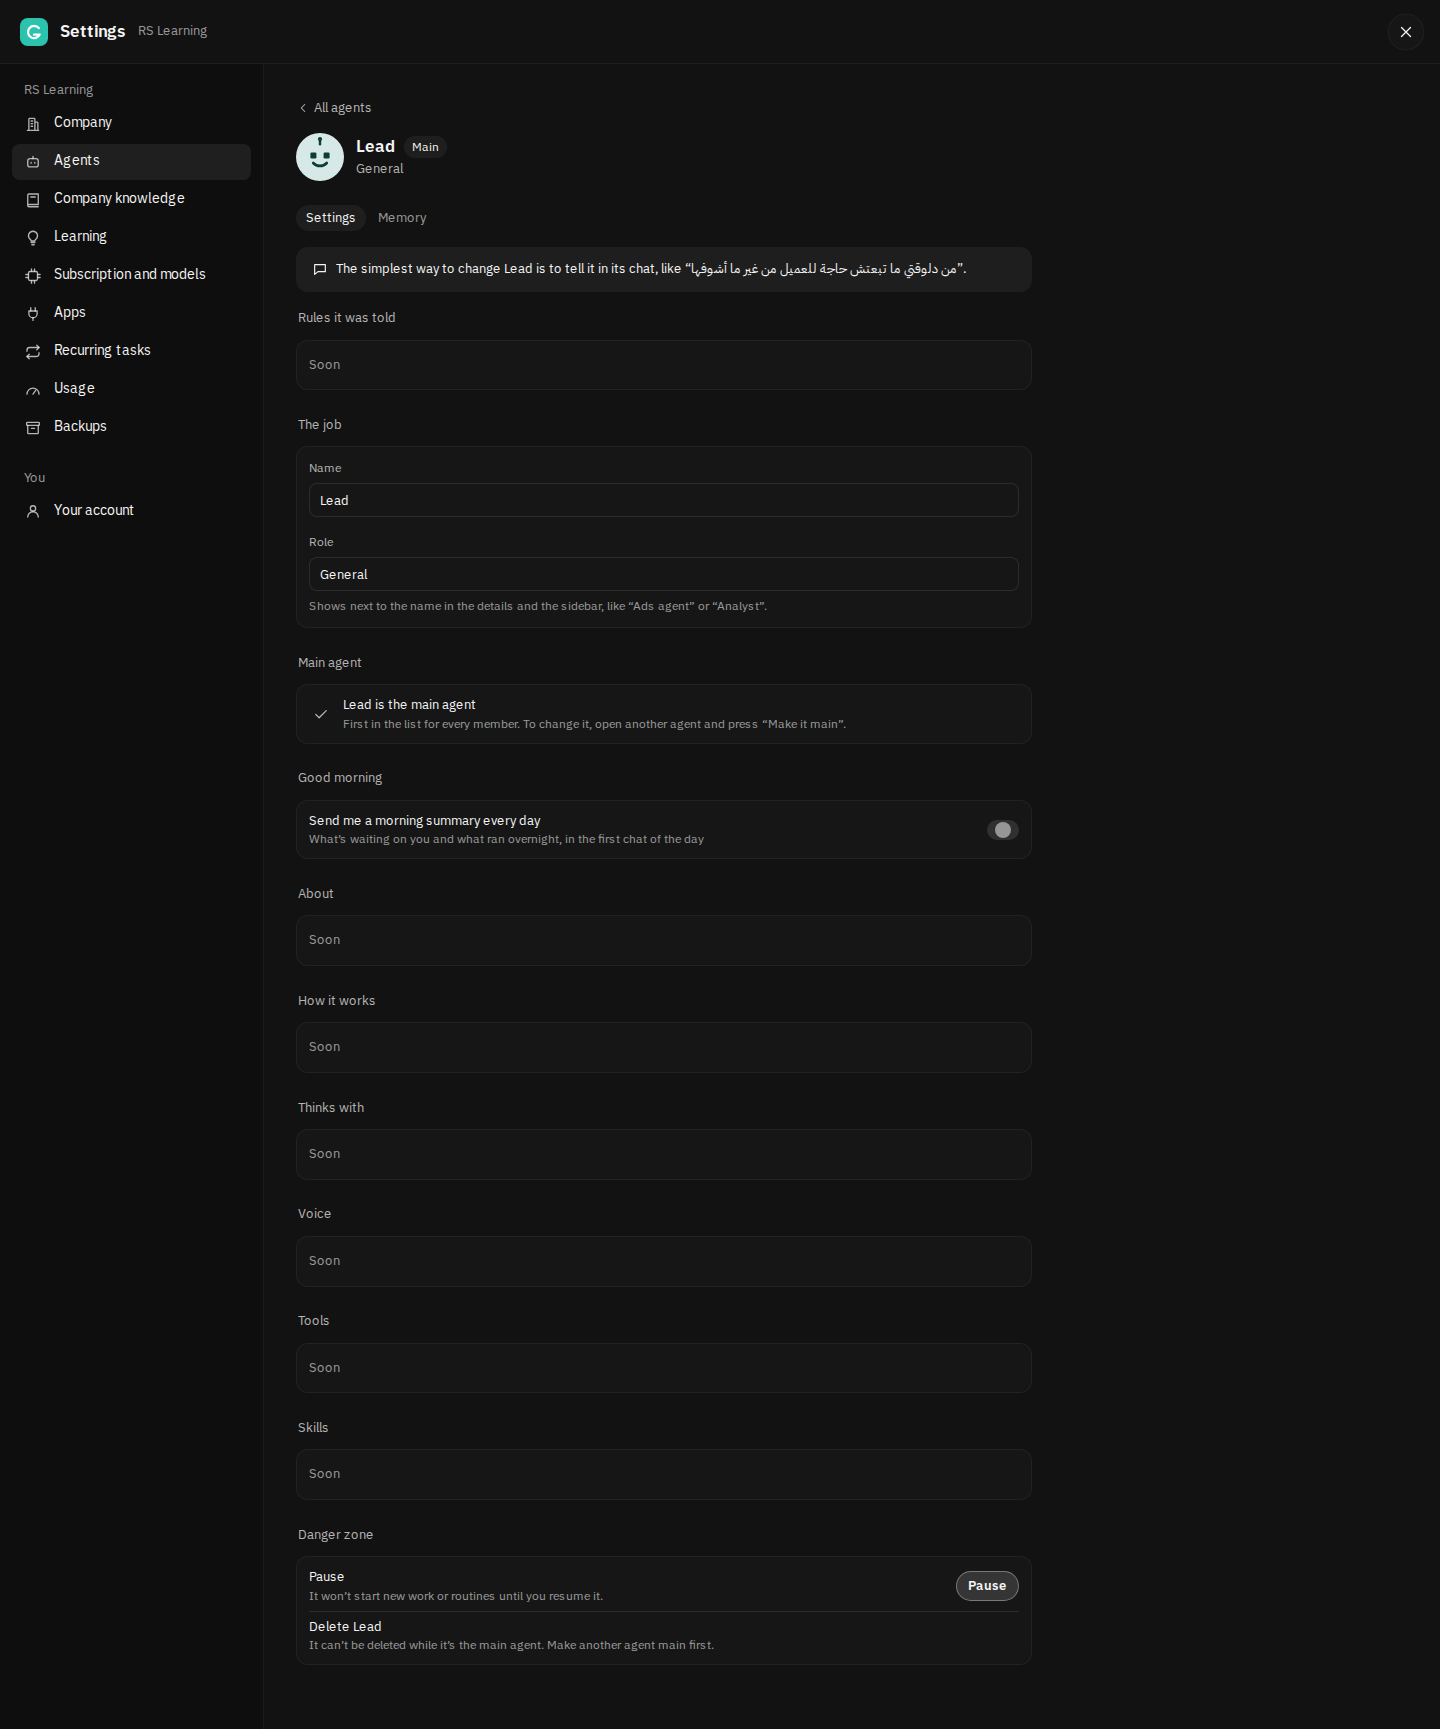 Settings RS Learning
RS Learning
Company
Agents
Company knowledge
Learning
Subscription and models
Apps
Recurring tasks
Usage
Backups
You
Your account
All agents
Lead Main
General
Settings Memory
The simplest way to change Lead is to tell it in its chat, like “من دلوقتي ما تبعتش حاجة للعميل من غير ما أشوفها”.
Rules it was told
Soon
The job
Name
Lead
Role
General
Shows next to the name in the details and the sidebar, like “Ads agent” or “Analyst”.
Main agent
Lead is the main agent
First in the list for every member. To change it, open another agent and press “Make it main”.
Good morning
Send me a morning summary every day
What’s waiting on you and what ran overnight, in the first chat of the day
About
Soon
How it works
Soon
Thinks with
Soon
Voice
Soon
Tools
Soon
Skills
Soon
Danger zone
Pause
It won’t start new work or routines until you resume it.
Pause
Delete Lead
It can’t be deleted while it’s the main agent. Make another agent main first.